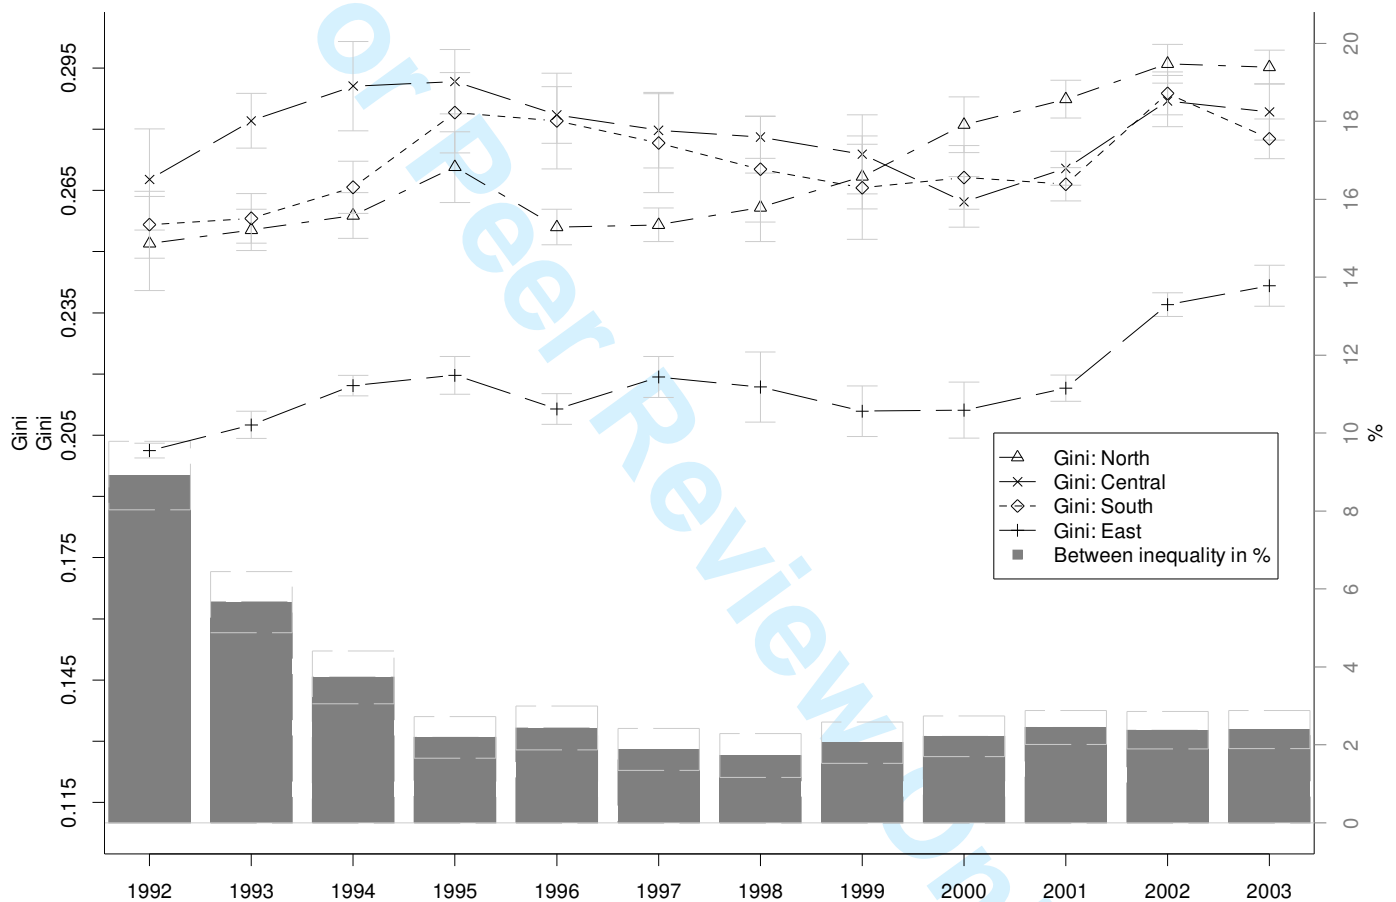 or Peer Review On
0.295
0.265
0.235
0.205
0.175
0.145
0.115
Gini
Gini
20
18
16
14
12
10
8
6
4
2
0
%
Gini: North
Gini: Central
Gini: South
Gini: East
Between inequality in %
1992 1993 1994 1995 1996 1997 1998 1999 2000 2001 2002 2003